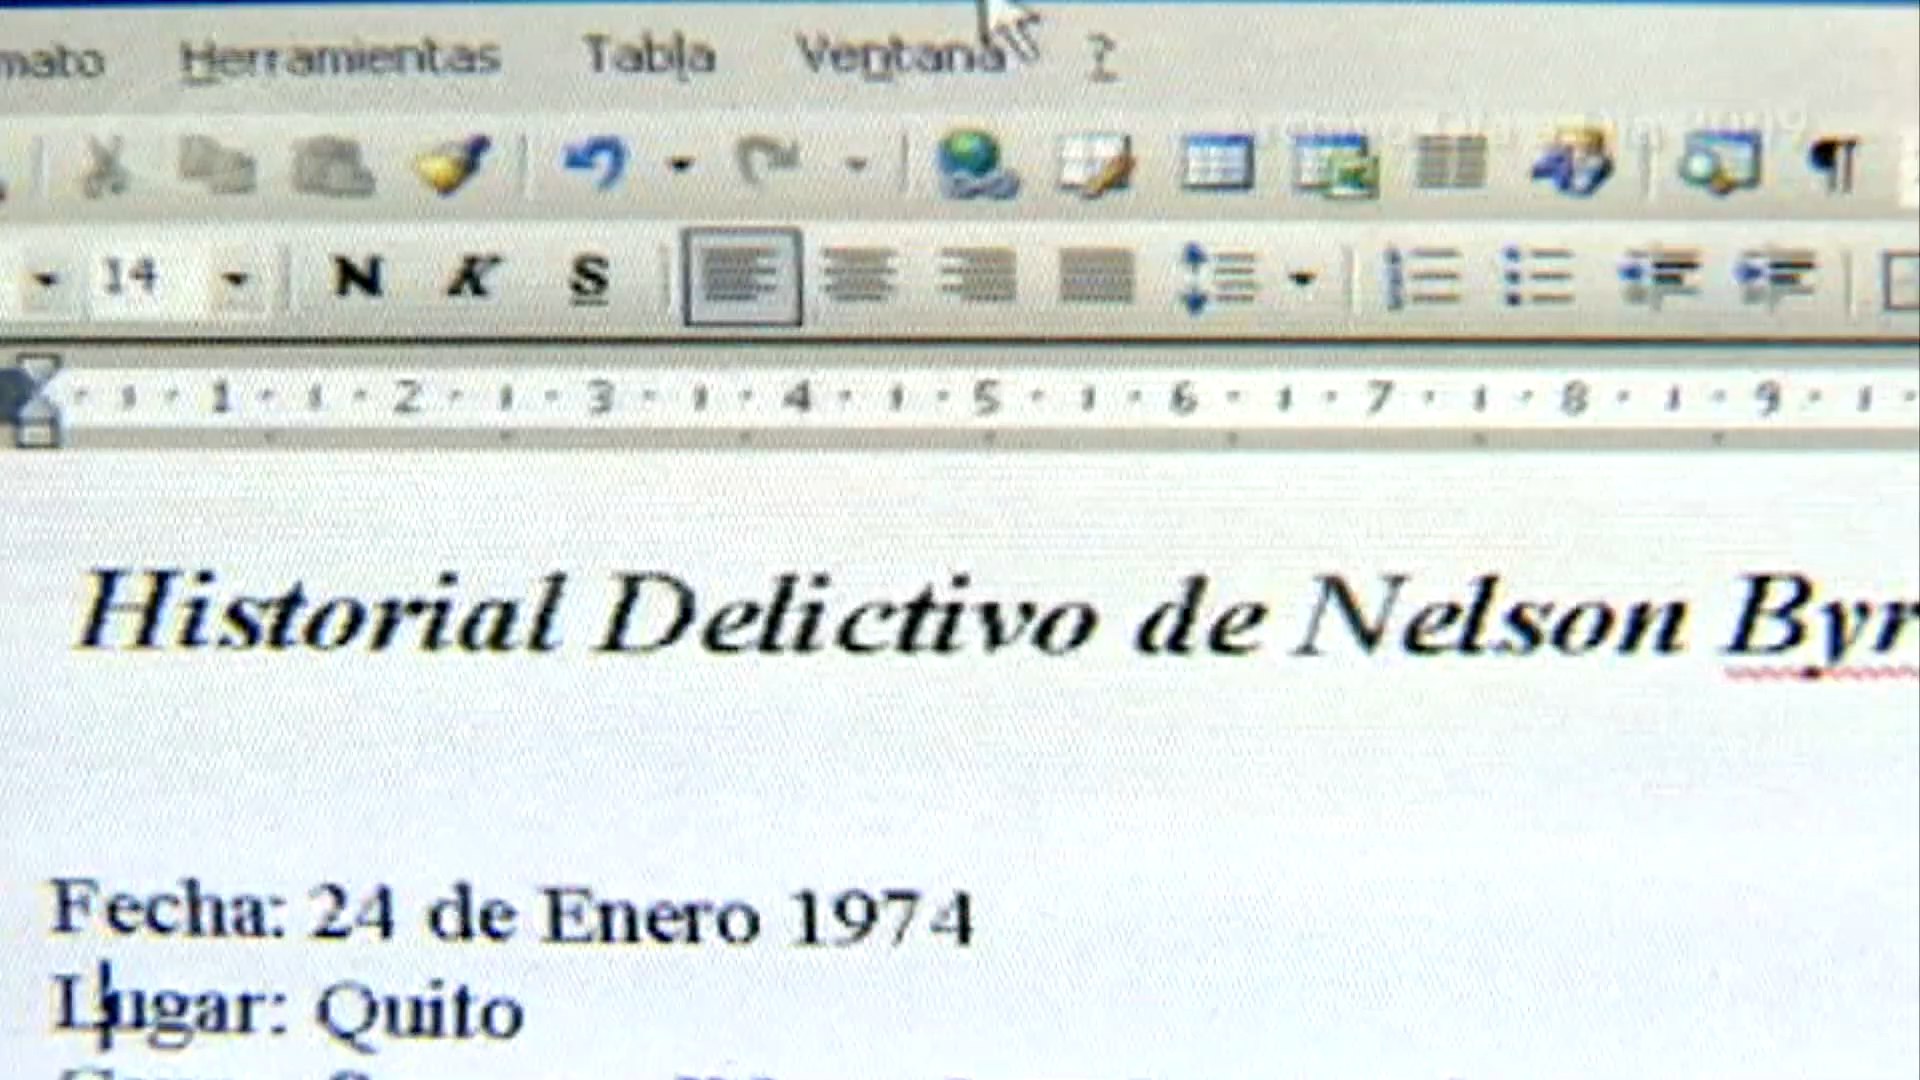 Herramientas Tabla Ventana ?
14 N K S
1 2 3 4 5 6 7 8 9
Historial Delictivo de Nelson Byr
Fecha: 24 de Enero 1974
Lugar: Quito